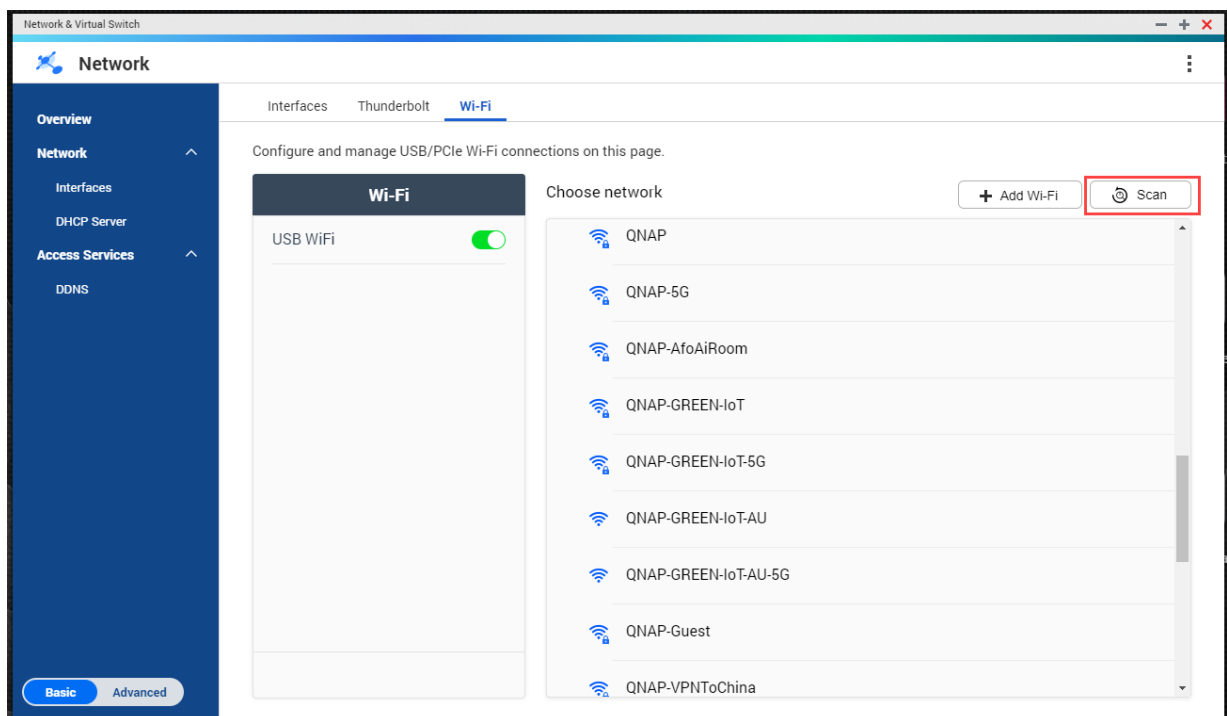 Network & Virtual Switch
Network
Overview
Network
Interfaces
DHCP Server
Access Services
DDNS
Basic
Advanced
Interfaces
Thunderbolt
Wi-Fi
Configure and manage USB/PCIe Wi-Fi connections on this page.
Wi-Fi
USB WiFi
Choose network
Add Wi-Fi
Scan
QNAP
QNAP-5G
QNAP-AfoAiRoom
QNAP-GREEN-IoT
QNAP-GREEN-IoT-5G
QNAP-GREEN-IoT-AU
QNAP-GREEN-IoT-AU-5G
QNAP-Guest
QNAP-VPNToChina